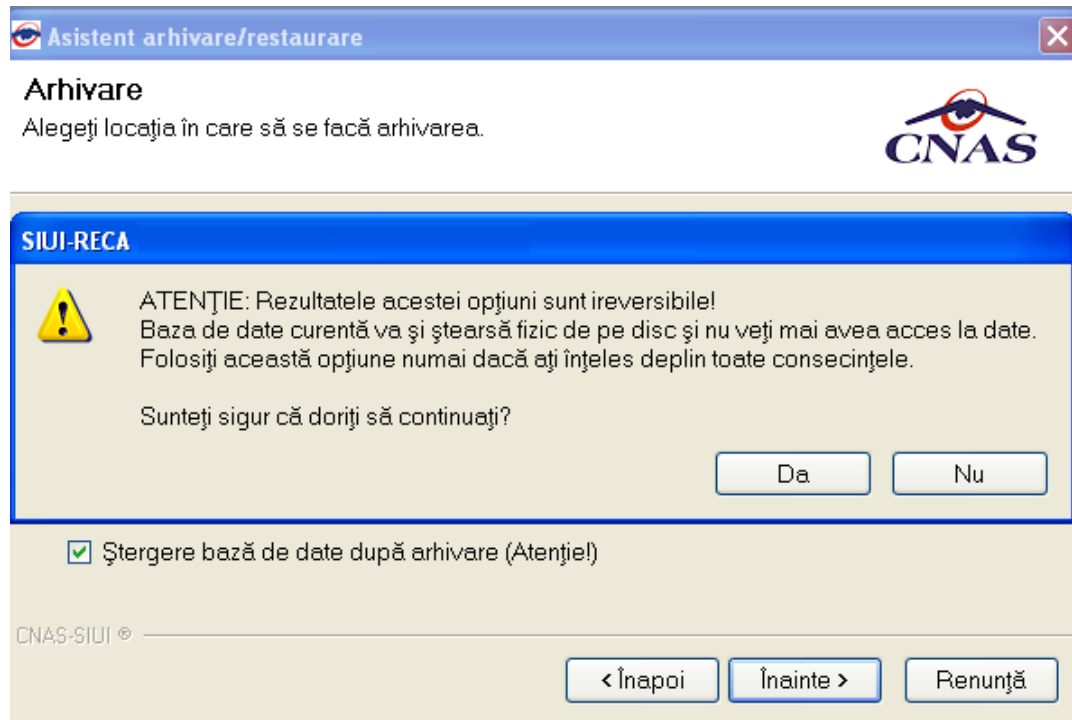 Asistent arhivare/restaurare
Arhivare
Alegeţi locaţia în care să se facă arhivarea.
CNAS
SIUI-RECA
ATENŢIE: Rezultatele acestei opţiuni sunt ireversibile!
Baza de date curentă va şi ştearsă fizic de pe disc şi nu veţi mai avea acces la date.
Folosiţi această opţiune numai dacă aţi înţeles deplin toate consecinţele.
Sunteţi sigur că doriţi să continuaţi?
Da Nu
Ştergere bază de date după arhivare (Atenţie!)
CNAS-SIUI ®
< Înapoi Înainte > Renunţă